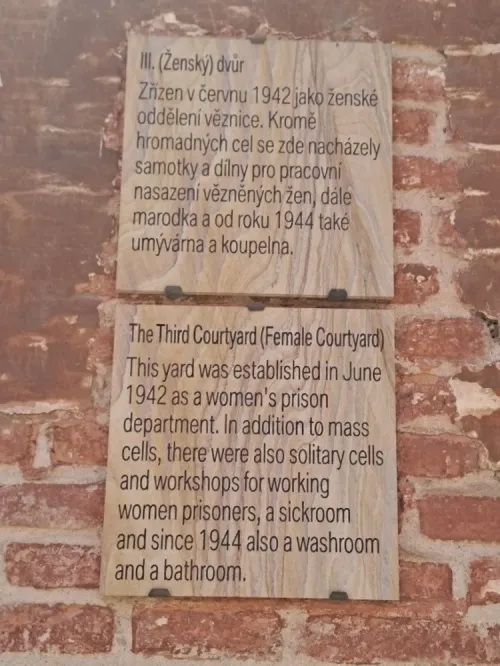 III. (Ženský) dvůr
Zřízen v červnu 1942 jako ženské
oddělení věznice. Kromě
hromadných cel se zde nacházely
samotky a dílny pro pracovní
nasazení vězněných žen, dále
marodka a od roku 1944 také
umývárna a koupelna.
The Third Courtyard (Female Courtyard)
This yard was established in June
1942 as a women's prison
department. In addition to mass
cells, there were also solitary cells
and workshops for working
women prisoners, a sickroom
and since 1944 also a washroom
and a bathroom.